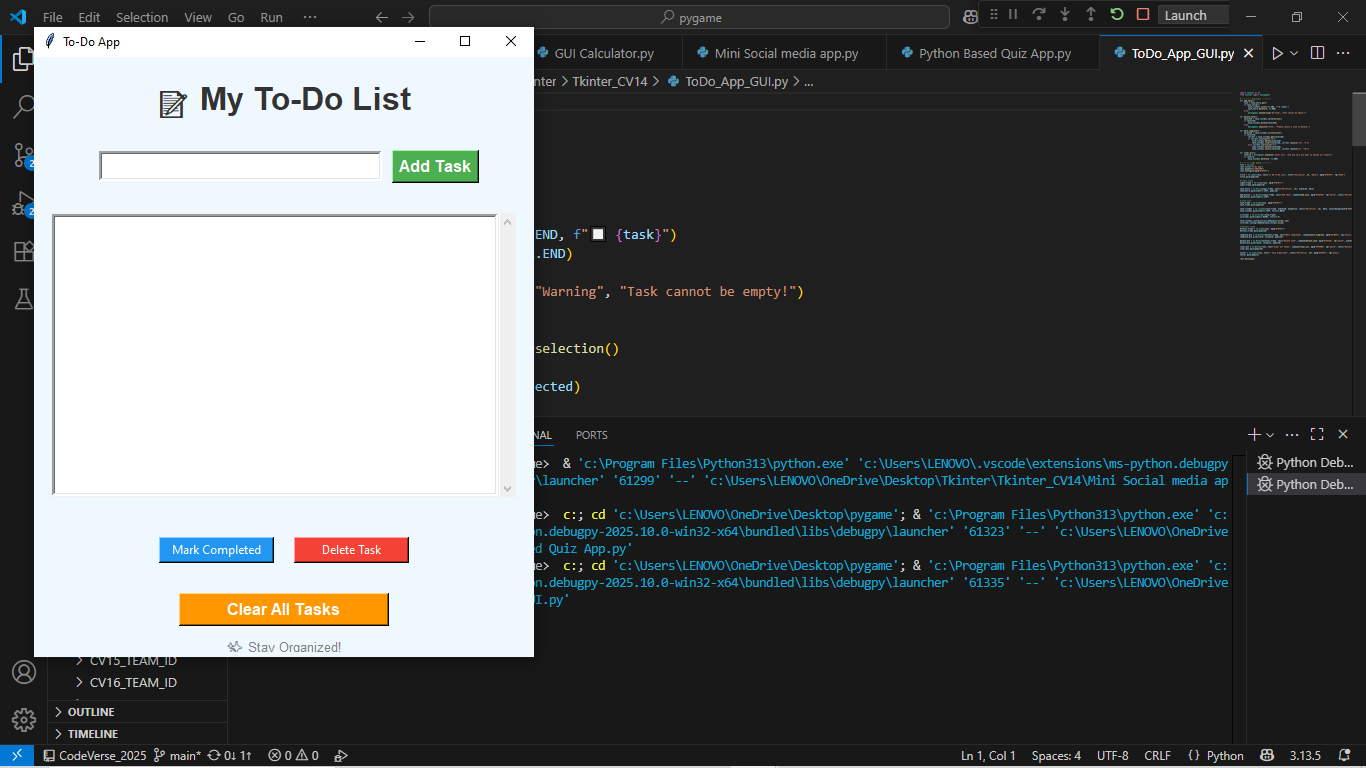 File Edit Selection View Go Run ···
pygame
Launch
To-Do App
GUI Calculator.py
Mini Social media app.py
Python Based Quiz App.py
ToDo_App_GUI.py
Tkinter_CV14 > ToDo_App_GUI.py > ...
My To-Do List
Add Task
END, f"⬜ {task}")
.END)
"Warning", "Task cannot be empty!")
selection()
ected)
Mark Completed
Delete Task
Clear All Tasks
Stay Organized!
PORTS
& 'c:\Program Files\Python313\python.exe' 'c:\Users\LENOVO\.vscode\extensions\ms-python.debugpy
\launcher' '61299' '--' 'c:\Users\LENOVO\OneDrive\Desktop\Tkinter\Tkinter_CV14\Mini Social media ap
c:; cd 'c:\Users\LENOVO\OneDrive\Desktop\pygame'; & 'c:\Program Files\Python313\python.exe' 'c:
n.debugpy-2025.10.0-win32-x64\bundled\libs\debugpy\launcher' '61323' '--' 'c:\Users\LENOVO\OneDrive
ed Quiz App.py'
c:; cd 'c:\Users\LENOVO\OneDrive\Desktop\pygame'; & 'c:\Program Files\Python313\python.exe' 'c:
n.debugpy-2025.10.0-win32-x64\bundled\libs\debugpy\launcher' '61335' '--' 'c:\Users\LENOVO\OneDrive
UI.py'
Python Deb...
Python Deb...
CV15_TEAM_ID
CV16_TEAM_ID
OUTLINE
TIMELINE
CodeVerse_2025 main* 0↓ 1↑ 0 0
Ln 1, Col 1 Spaces: 4 UTF-8 CRLF { } Python 3.13.5